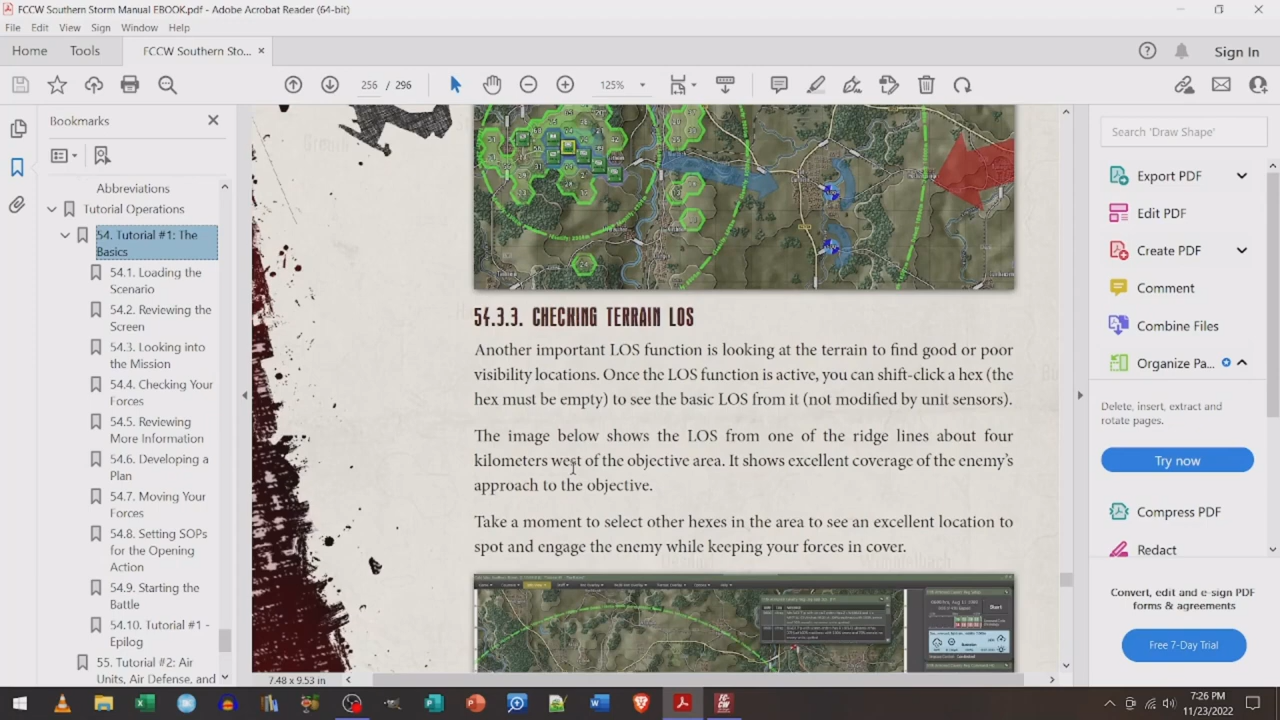 FCCW Southern Storm Manual EBOOK.pdf - Adobe Acrobat Reader (64-bit)
File Edit View Sign Window Help
Home Tools FCCW Southern Sto... × Sign In
256 / 296 125%
Bookmarks
Abbreviations
Tutorial Operations
54. Tutorial #1: The
Basics
54.1. Loading the
Scenario
54.2. Reviewing the
Screen
54.3. Looking into
the Mission
54.4. Checking Your
Forces
54.5. Reviewing
More Information
54.6. Developing a
Plan
54.7. Moving Your
Forces
54.8. Setting SOPs
for the Opening
Action
54.9. Starting the
Battle
54.10. Tutorial #1 -
Epilog
55. Tutorial #2: Air
Units, Air Defense, and
54.3.3. CHECKING TERRAIN LOS
Another important LOS function is looking at the terrain to find good or poor
visibility locations. Once the LOS function is active, you can shift-click a hex (the
hex must be empty) to see the basic LOS from it (not modified by unit sensors).
The image below shows the LOS from one of the ridge lines about four
kilometers west of the objective area. It shows excellent coverage of the enemy's
approach to the objective.
Take a moment to select other hexes in the area to see an excellent location to
spot and engage the enemy while keeping your forces in cover.
Start
7.48 x 9.53 in
Search 'Draw Shape'
Export PDF
Edit PDF
Create PDF
Comment
Combine Files
Organize Pa...
Delete, insert, extract and
rotate pages.
Try now
Compress PDF
Redact
Convert, edit and e-sign PDF
forms & agreements
Free 7-Day Trial
7:26 PM
11/23/2022